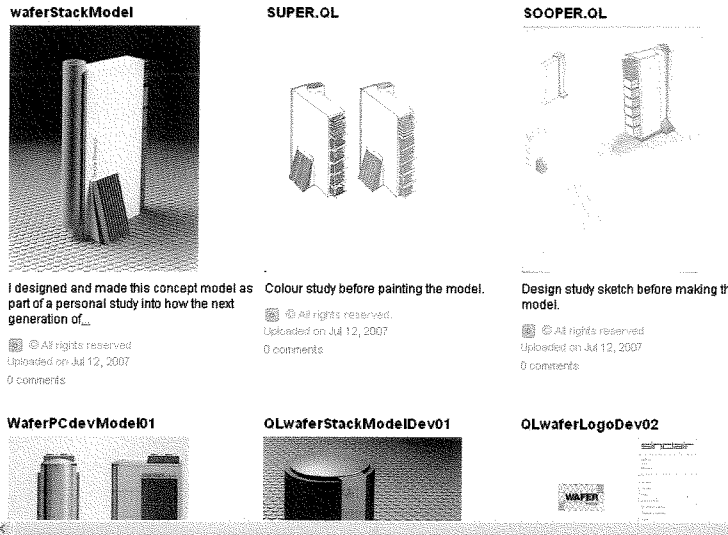 waferStackModel
SUPER.QL
SOOPER.QL
I designed and made this concept model as
part of a personal study into how the next
generation of...
© All rights reserved
Uploaded on Jul 12, 2007
0 comments
Colour study before painting the model.
© All rights reserved.
Uploaded on Jul 12, 2007
0 comments
Design study sketch before making th
model.
© All rights reserved
Uploaded on Jul 12, 2007
0 comments
WaferPCdevModel01
QLwaferStackModelDev01
QLwaferLogoDev02
sinclair
WAFER